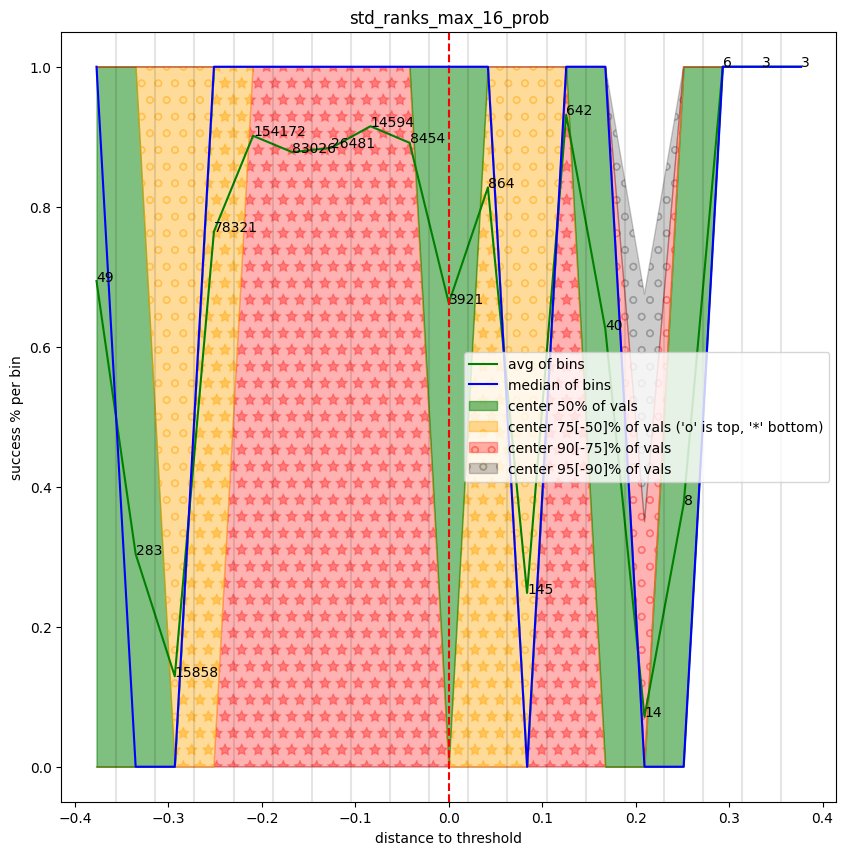 std_ranks_max_16_prob
success % per bin
1.0
0.8
0.6
0.4
0.2
0.0
49
283
15858
78321
154172
83026
26481
14594
8454
3921
864
145
642
40
14
8
6
3
3
avg of bins
median of bins
center 50% of vals
center 75[-50]% of vals ('o' is top, '*' bottom)
center 90[-75]% of vals
center 95[-90]% of vals
−0.4 −0.3 −0.2 −0.1 0.0 0.1 0.2 0.3 0.4
distance to threshold